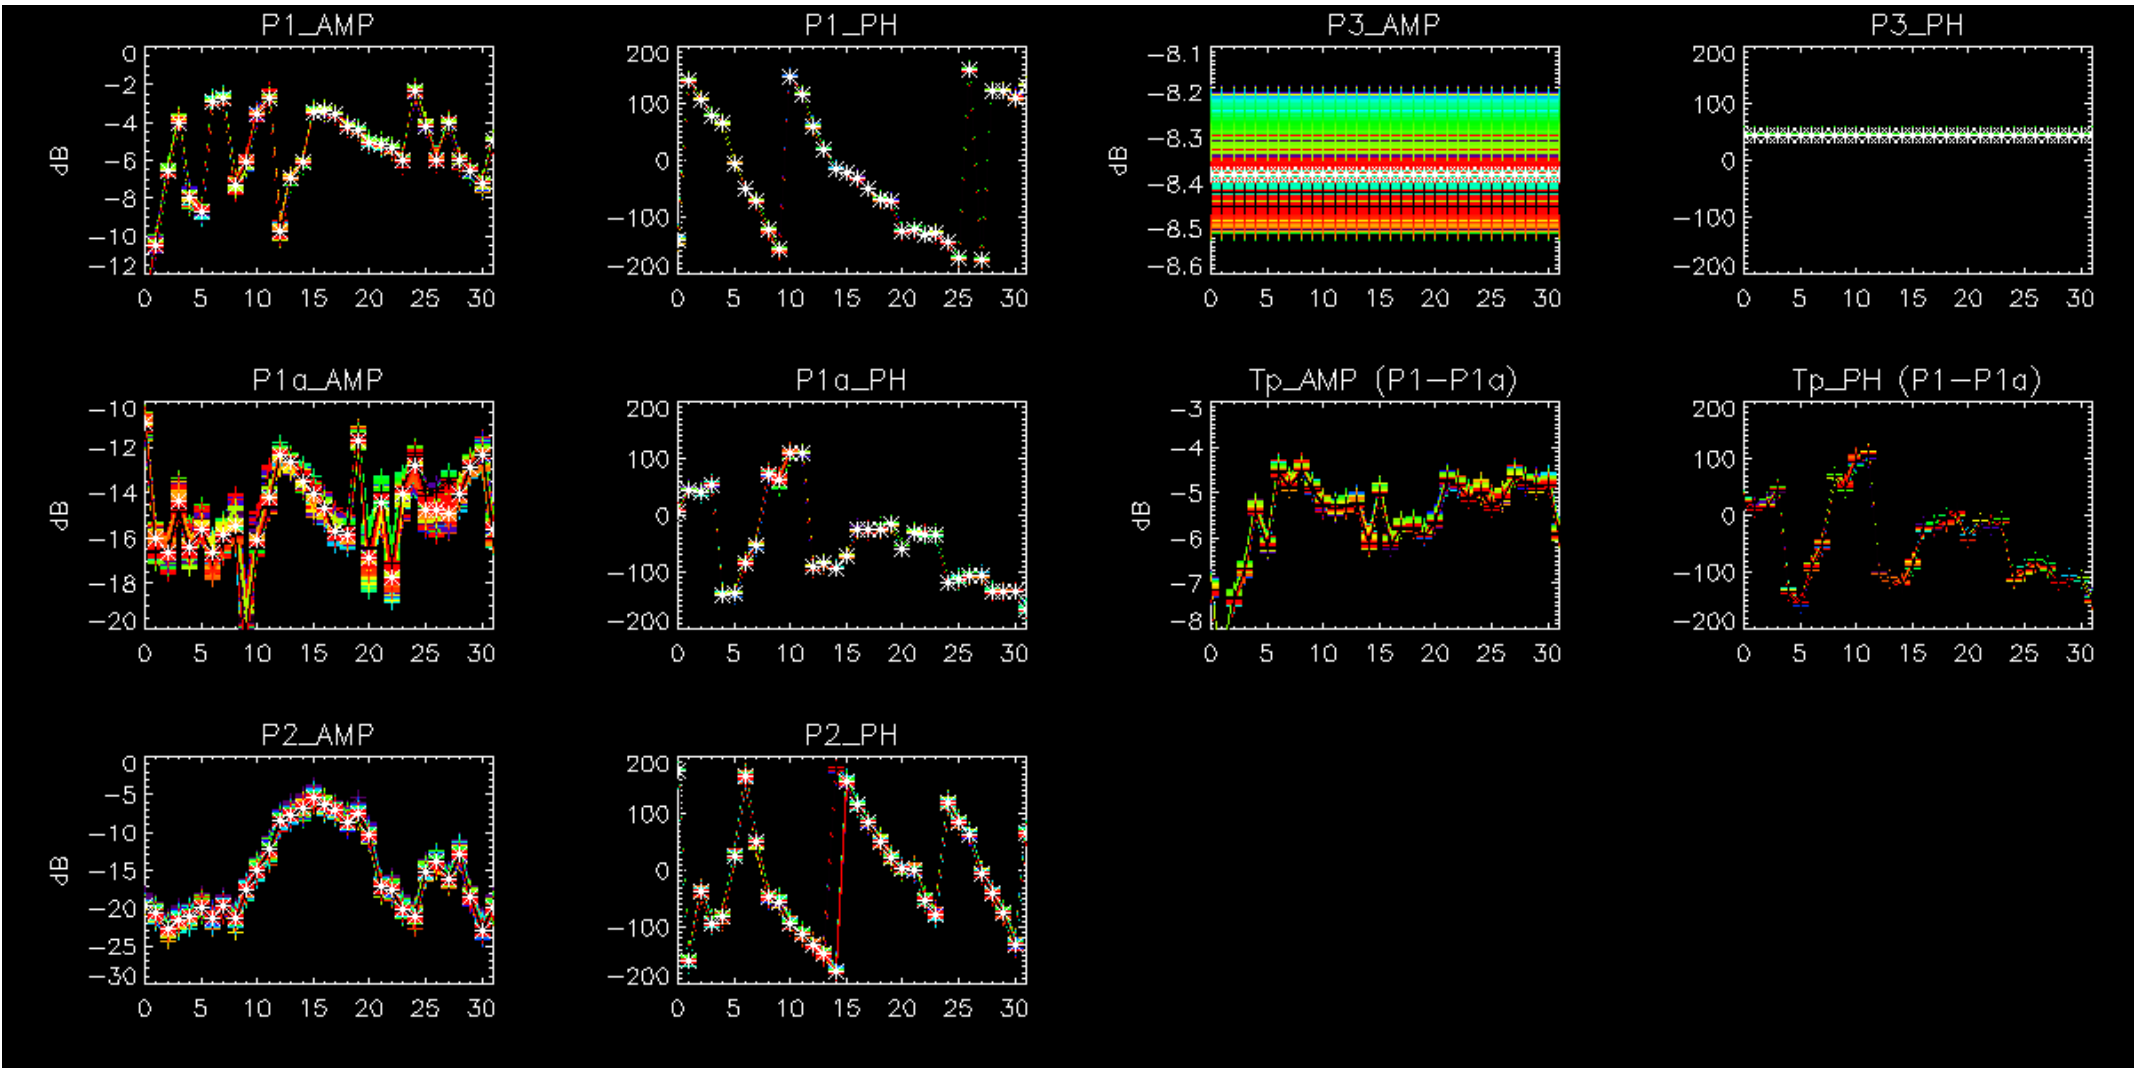 P1_AMP
dB
0
−2
−4
−6
−8
−10
−12
0 5 10 15 20 25 30
P1_PH
200
100
0
−100
−200
0 5 10 15 20 25 30
P3_AMP
dB
−8.1
−8.2
−8.3
−8.4
−8.5
−8.6
0 5 10 15 20 25 30
P3_PH
200
100
0
−100
−200
0 5 10 15 20 25 30
P1a_AMP
dB
−10
−12
−14
−16
−18
−20
0 5 10 15 20 25 30
P1a_PH
200
100
0
−100
−200
0 5 10 15 20 25 30
Tp_AMP (P1−P1a)
dB
−3
−4
−5
−6
−7
−8
0 5 10 15 20 25 30
Tp_PH (P1−P1a)
200
100
0
−100
−200
0 5 10 15 20 25 30
P2_AMP
dB
0
−5
−10
−15
−20
−25
−30
0 5 10 15 20 25 30
P2_PH
200
100
0
−100
−200
0 5 10 15 20 25 30